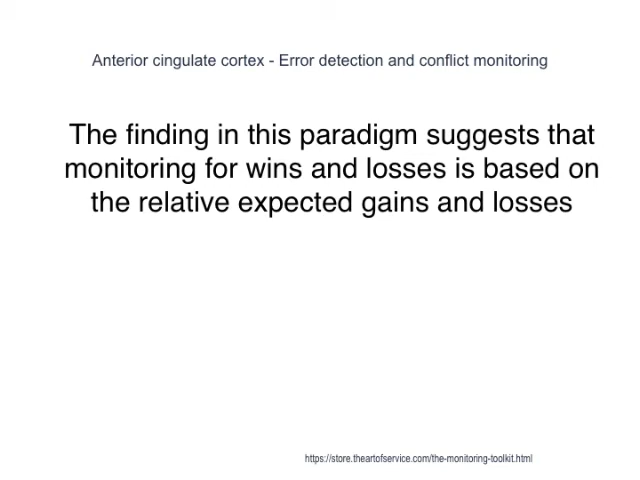 Anterior cingulate cortex - Error detection and conflict monitoring
The finding in this paradigm suggests that
monitoring for wins and losses is based on
the relative expected gains and losses
https://store.theartofservice.com/the-monitoring-toolkit.html